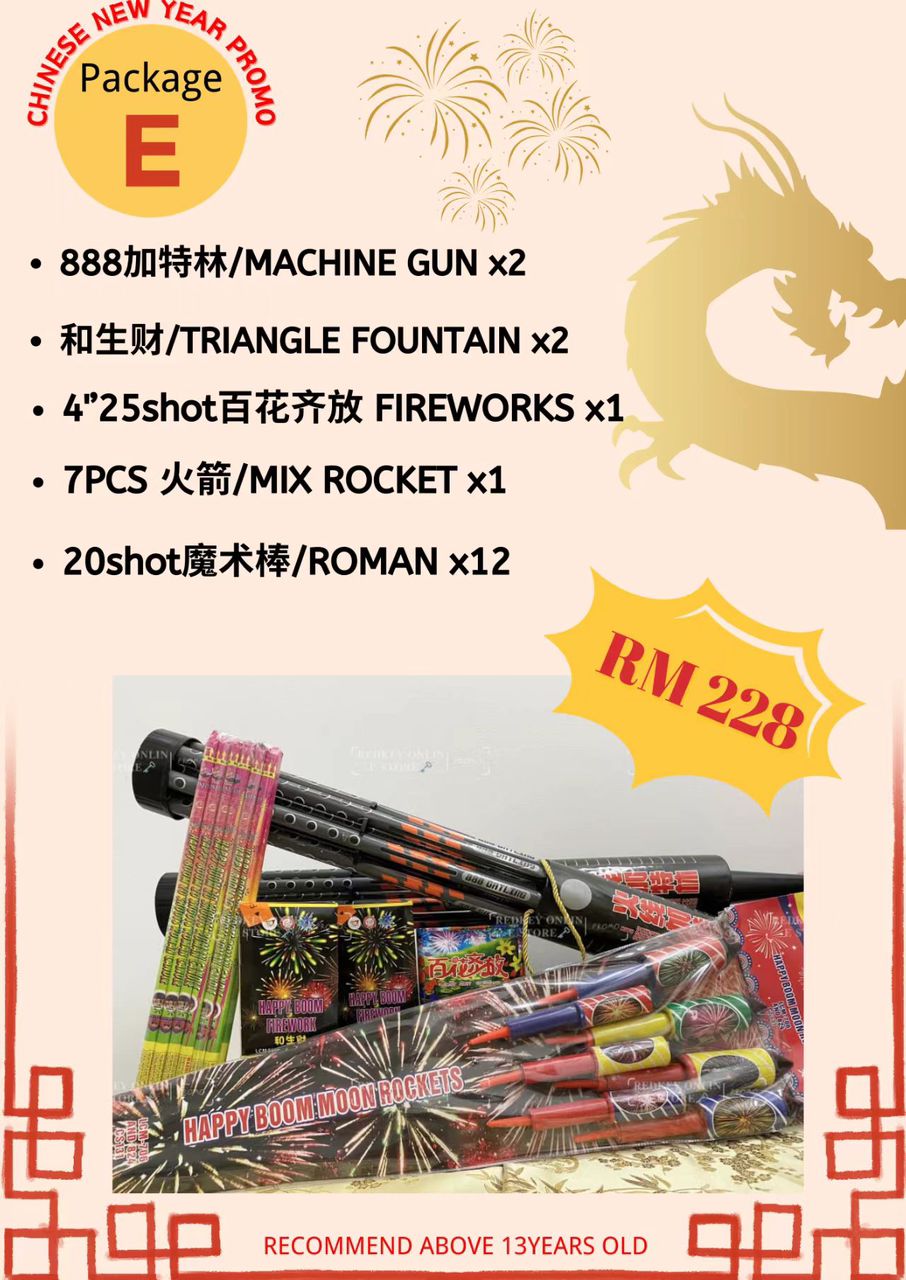 CHINESE NEW YEAR PROMO
Package
E
888加特林/MACHINE GUN x2
和生财/TRIANGLE FOUNTAIN x2
4"25shot百花齐放 FIREWORKS x1
7PCS 火箭/MIX ROCKET x1
20shot魔术棒/ROMAN x12
RM 228
REDKEY ONLIN
E STORE
888 GATLING
百花齐放
HAPPY BOOM
FIREWORK
和生财
HAPPY BOOM
FIREWORK
HAPPY BOOM MOON ROCKETS
RECOMMEND ABOVE 13YEARS OLD